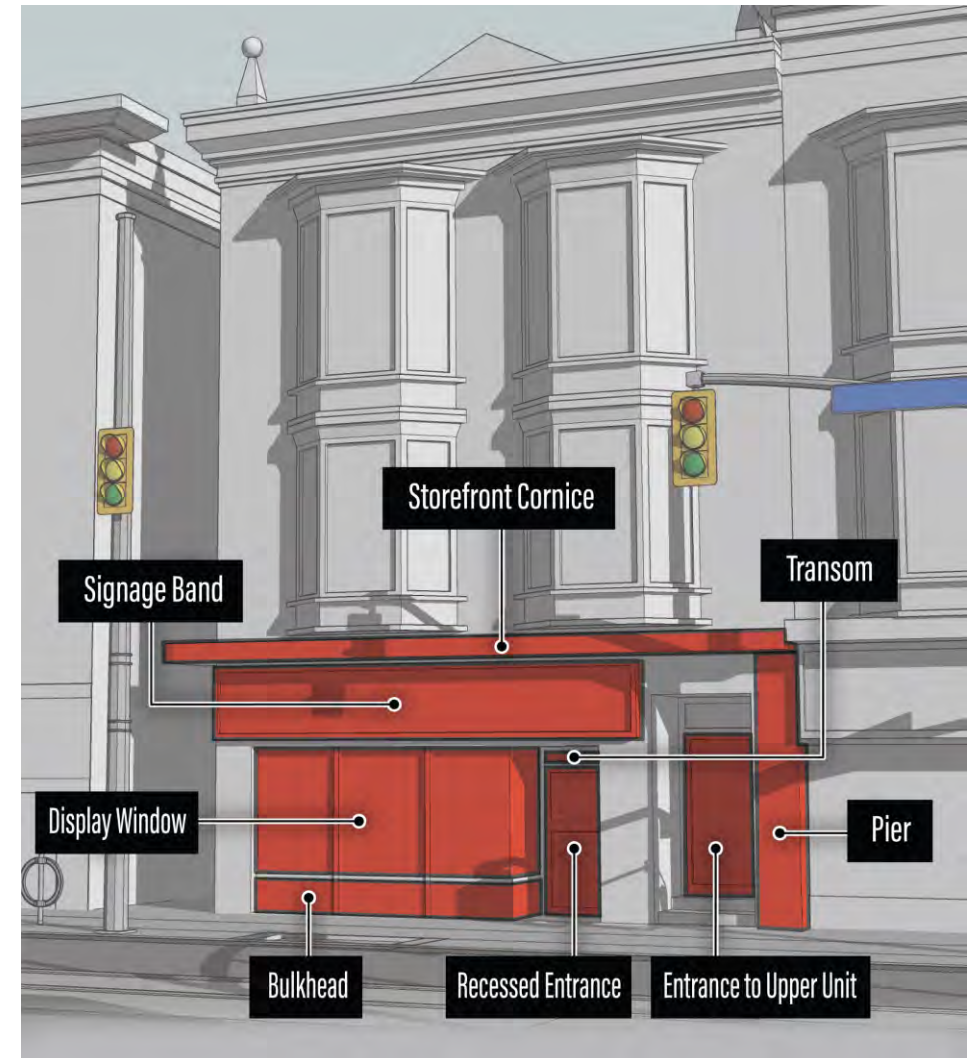 Storefront Cornice
Transom
Signage Band
Display Window
Pier
Bulkhead
Recessed Entrance
Entrance to Upper Unit